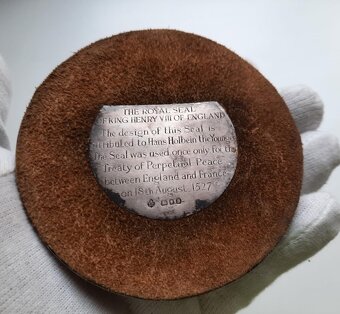 THE ROYAL SEAL
OF KING HENRY VIII OF ENGLAND
The design of this Seal is
attributed to Hans Holbein the Younger
The Seal was used once only for the
Treaty of Perpetual Peace
between England and France
on 18th August 1527